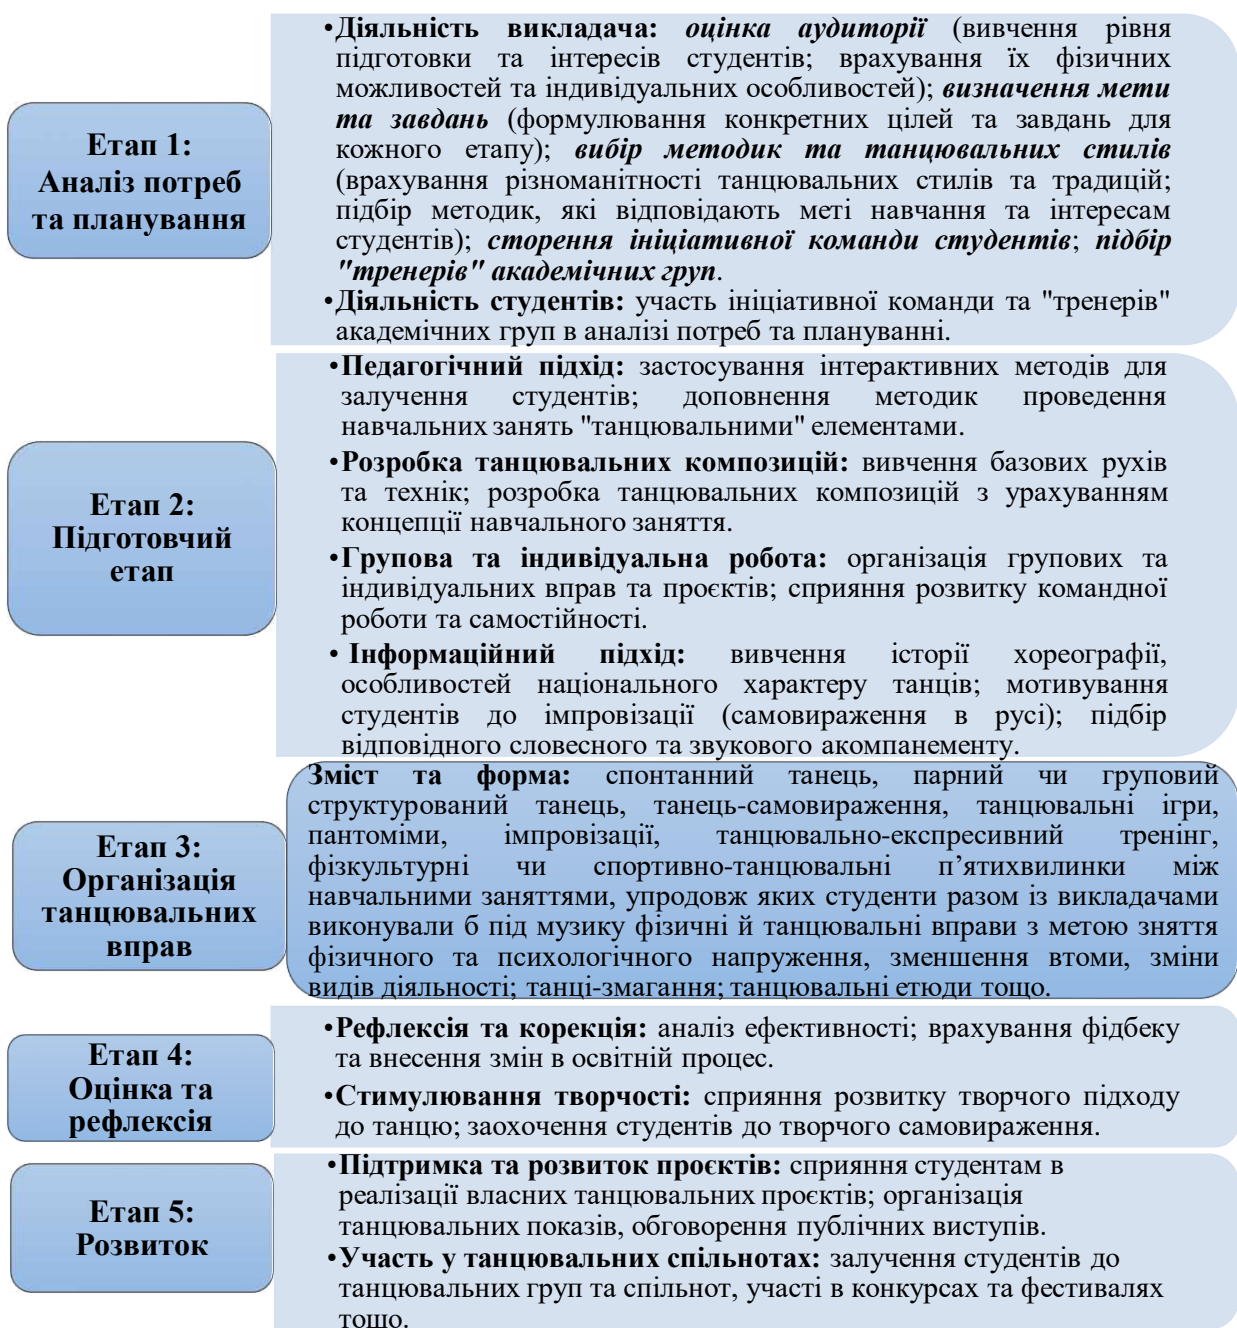 Етап 1:
Аналіз потреб
та планування
•Діяльність викладача: оцінка аудиторії (вивчення рівня
підготовки та інтересів студентів; врахування їх фізичних
можливостей та індивідуальних особливостей); визначення мети
та завдань (формулювання конкретних цілей та завдань для
кожного етапу); вибір методик та танцювальних стилів
(врахування різноманітності танцювальних стилів та традицій;
підбір методик, які відповідають меті навчання та інтересам
студентів); сторення ініціативної команди студентів; підбір
"тренерів" академічних груп.
•Діяльність студентів: участь ініціативної команди та "тренерів"
академічних груп в аналізі потреб та плануванні.
Етап 2:
Підготовчий
етап
•Педагогічний підхід: застосування інтерактивних методів для
залучення студентів; доповнення методик проведення
навчальних занять "танцювальними" елементами.
•Розробка танцювальних композицій: вивчення базових рухів
та технік; розробка танцювальних композицій з урахуванням
концепції навчального заняття.
•Групова та індивідуальна робота: організація групових та
індивідуальних вправ та проєктів; сприяння розвитку командної
роботи та самостійності.
• Інформаційний підхід: вивчення історії хореографії,
особливостей національного характеру танців; мотивування
студентів до імпровізації (самовираження в русі); підбір
відповідного словесного та звукового акомпанементу.
Етап 3:
Організація
танцювальних
вправ
Зміст та форма: спонтанний танець, парний чи груповий
структурований танець, танець-самовираження, танцювальні ігри,
пантоміми, імпровізації, танцювально-експресивний тренінг,
фізкультурні чи спортивно-танцювальні п’ятихвилинки між
навчальними заняттями, упродовж яких студенти разом із викладачами
виконували б під музику фізичні й танцювальні вправи з метою зняття
фізичного та психологічного напруження, зменшення втоми, зміни
видів діяльності; танці-змагання; танцювальні етюди тощо.
Етап 4:
Оцінка та
рефлексія
•Рефлексія та корекція: аналіз ефективності; врахування фідбеку
та внесення змін в освітній процес.
•Стимулювання творчості: сприяння розвитку творчого підходу
до танцю; заохочення студентів до творчого самовираження.
Етап 5:
Розвиток
•Підтримка та розвиток проєктів: сприяння студентам в
реалізації власних танцювальних проєктів; організація
танцювальних показів, обговорення публічних виступів.
•Участь у танцювальних спільнотах: залучення студентів до
танцювальних груп та спільнот, участі в конкурсах та фестивалях
тощо.